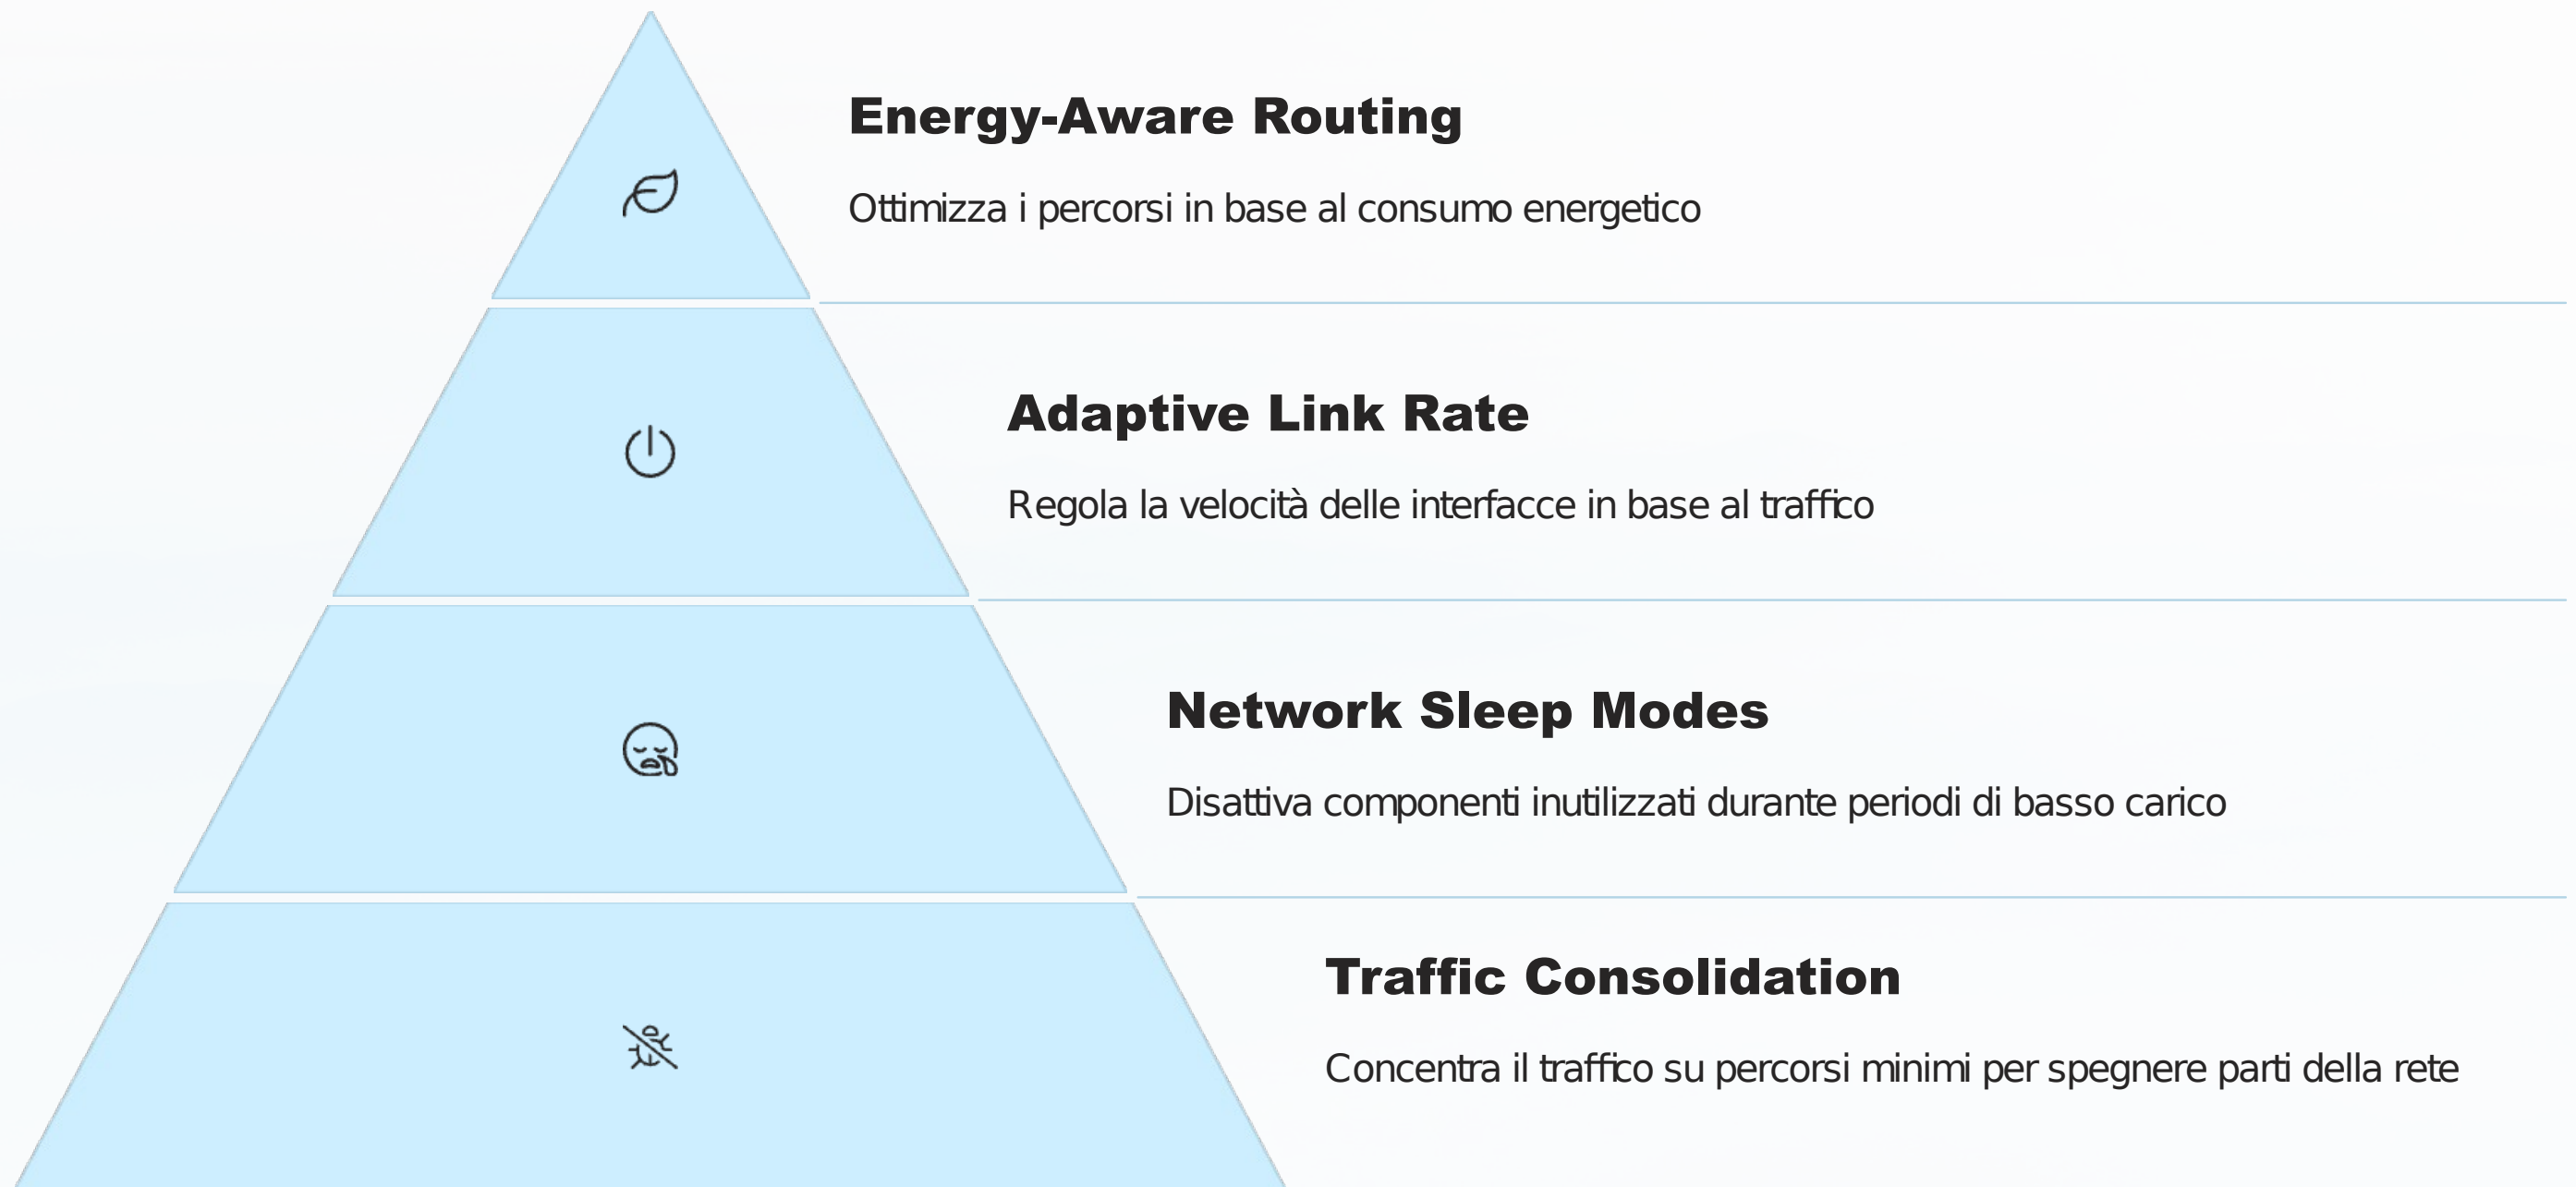 Energy-Aware Routing
Ottimizza i percorsi in base al consumo energetico
Adaptive Link Rate
Regola la velocità delle interfacce in base al traffico
Network Sleep Modes
Disattiva componenti inutilizzati durante periodi di basso carico
Traffic Consolidation
Concentra il traffico su percorsi minimi per spegnere parti della rete